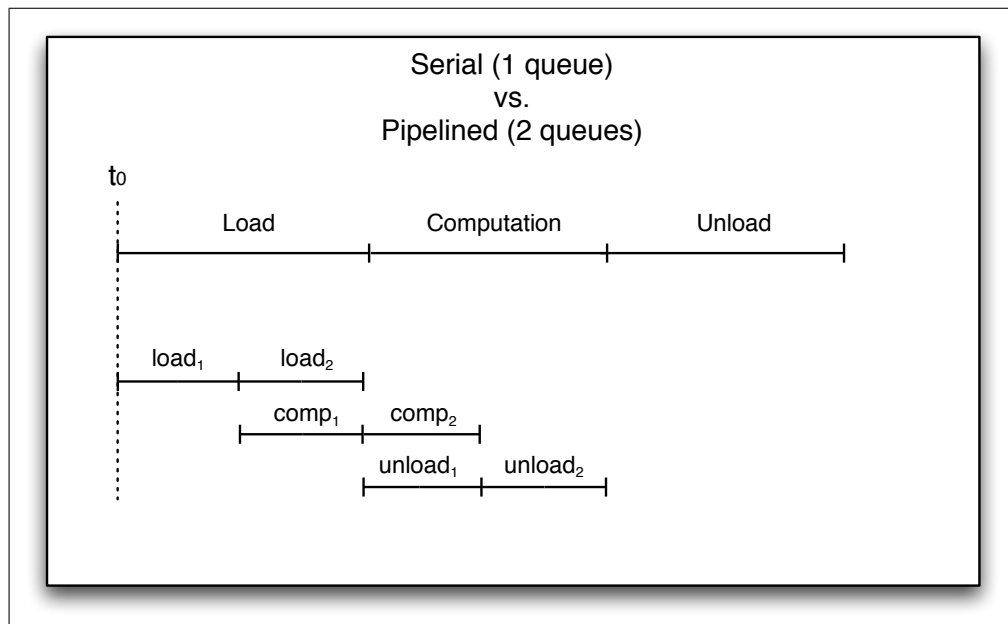 Serial (1 queue)
vs.
Pipelined (2 queues)
t0
Load Computation Unload
load₁ load₂
comp₁ comp₂
unload₁ unload₂